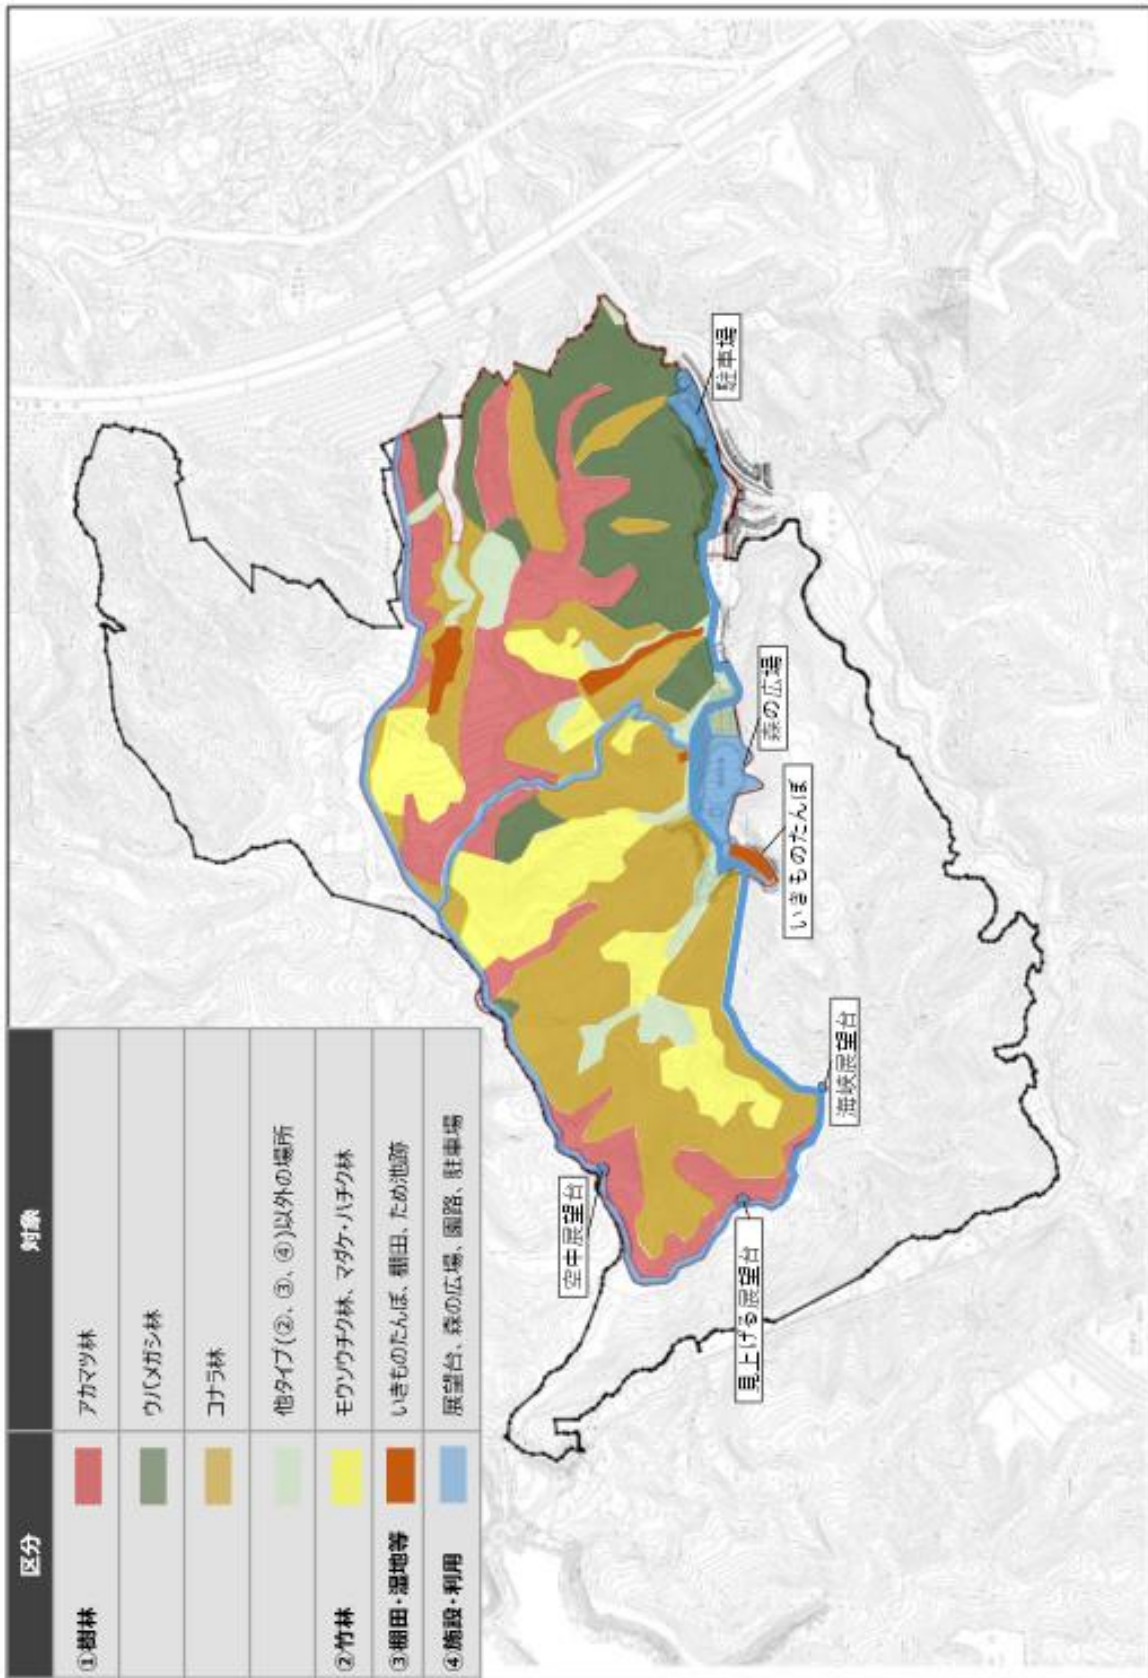 区分 対象
①樹林 アカマツ林
ウバメガシ林
コナラ林
他タイプ(②、③、④)以外の場所
②竹林 モウソウチク林、マダケ・ハチク林
③棚田・湿地等 いきものたんぼ、棚田、ため池跡
④施設・利用 展望台、森の広場、園路、駐車場
空中展望台
見上げる展望台
海峡展望台
いきものたんぼ
森の広場
駐車場